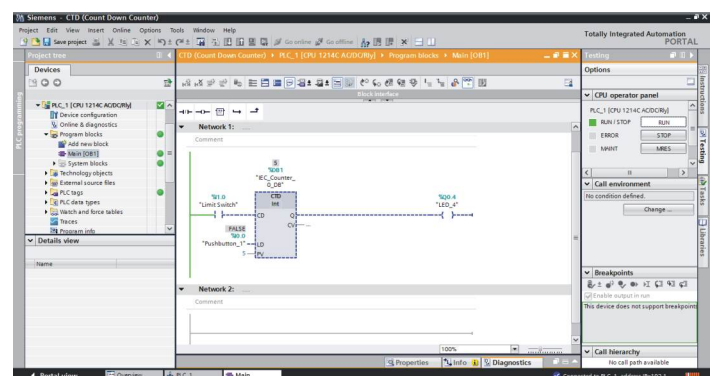 Siemens - CTD (Count Down Counter)
Project Edit View Insert Online Options Tools Window Help
Save project
Go online Go offline
Totally Integrated Automation
PORTAL
Project tree
CTD (Count Down Counter) PLC_1 [CPU 1214C AC/DC/Rly] Program blocks Main [OB1]
Testing
Devices
Options
Block interface
PLC programming
PLC_1 [CPU 1214C AC/DC/Rly]
Device configuration
Online & diagnostics
Program blocks
Add new block
Main [OB1]
System blocks
Technology objects
External source files
PLC tags
PLC data types
Watch and force tables
Traces
Program info
Details view
Name
Network 1: ...
Comment
5
%DB1
"IEC_Counter_
0_DB"
%I1.0
"Limit Switch"
CTD
Int
CD
Q
CV
...
%Q0.4
"LED_4"
FALSE
%I0.0
"Pushbutton_1"
LD
5
PV
Network 2: ...
Comment
100%
Properties
Info
Diagnostics
CPU operator panel
PLC_1 [CPU 1214C AC/DC/Rly]
RUN / STOP
RUN
ERROR
STOP
MAINT
MRES
Call environment
No condition defined.
Change ...
Breakpoints
Enable output in run
This device does not support breakpoints
Call hierarchy
No call path available
Instructions
Testing
Tasks
Libraries
Portal view
Overview
PLC_1
Main